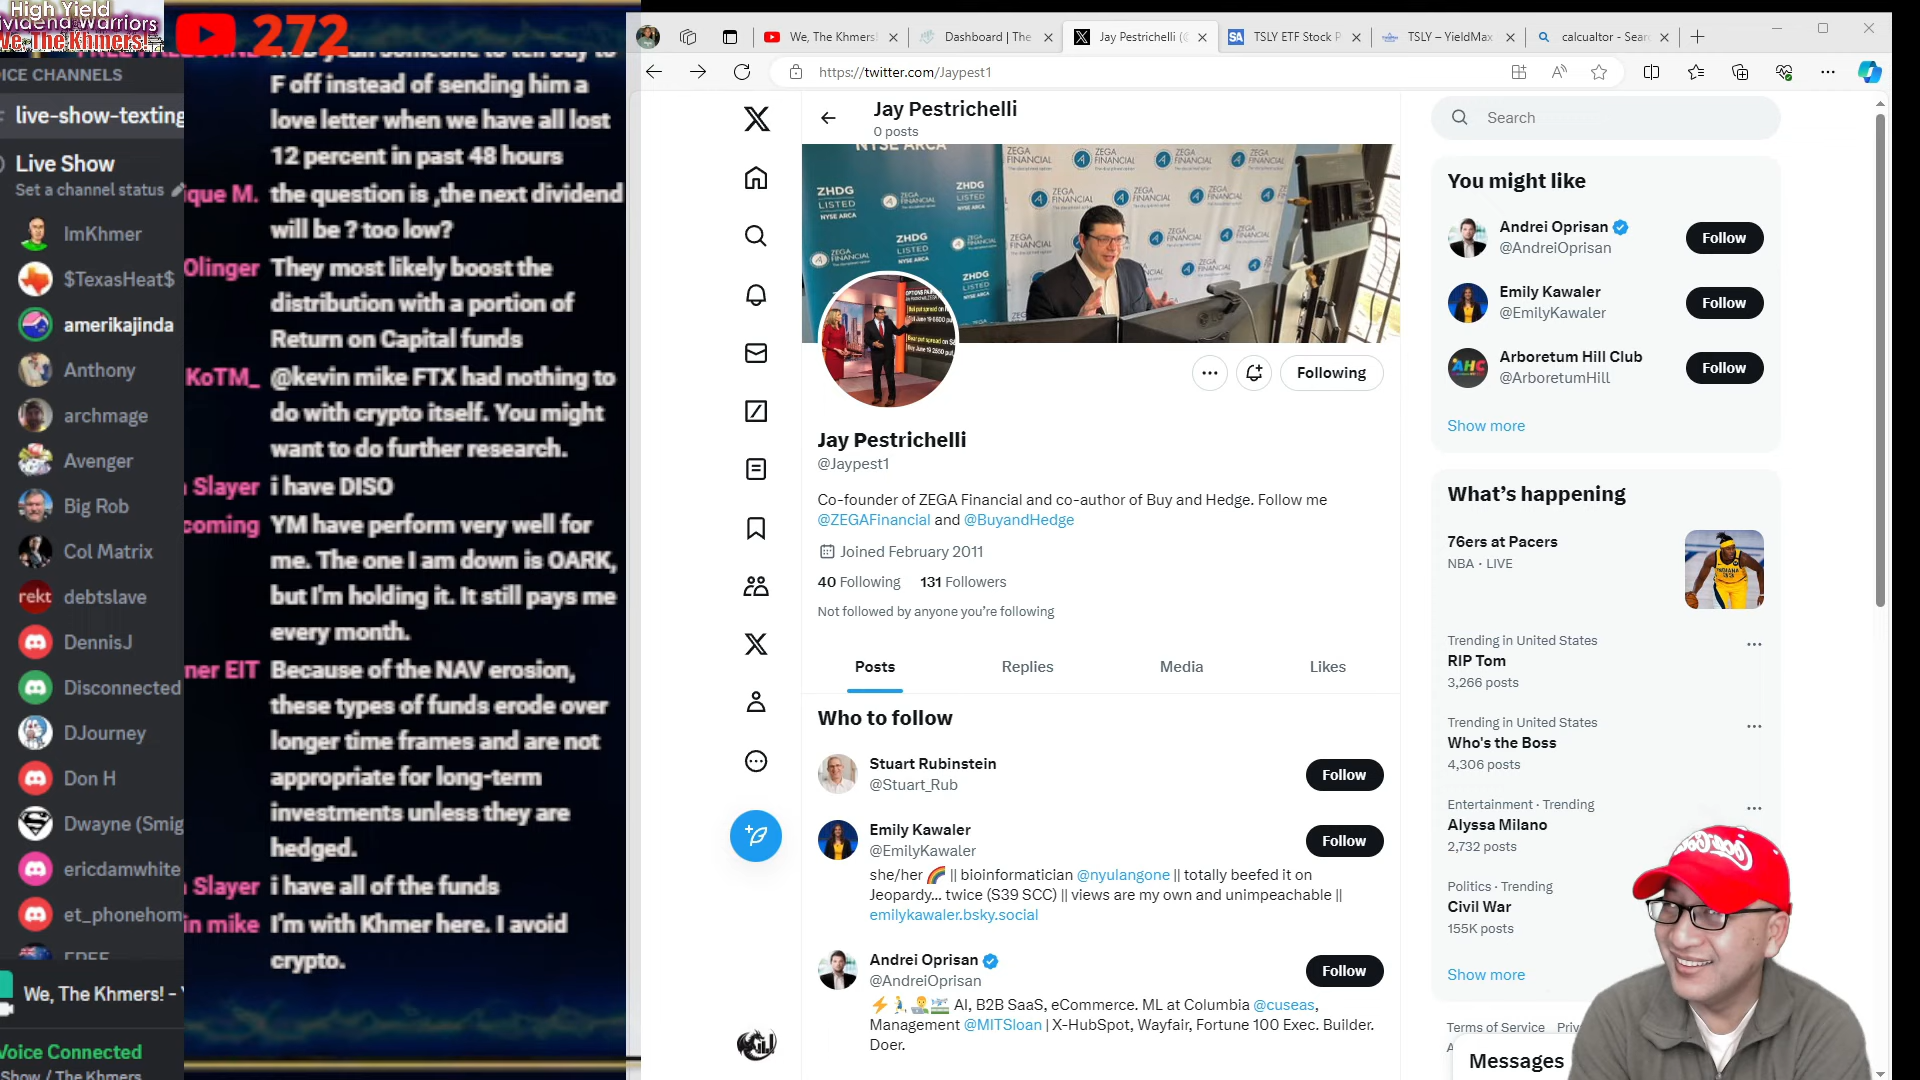 High Yield
Dividend Warriors
We, The Khmers!
272
VOICE CHANNELS
live-show-texting
Live Show
Set a channel status
ImKhmer
$TexasHeat$
amerikajinda
Anthony
archmage
Avenger
Big Rob
Col Matrix
rekt
debtslave
DennisJ
Disconnected
DJourney
Don H
Dwayne (Smig
ericdamwhite
et_phonehom
We, The Khmers! -
Voice Connected
Show / The Khmers
F off instead of sending him a
love letter when we have all lost
12 percent in past 48 hours
ique M. the question is ,the next dividend
will be ? too low?
Olinger They most likely boost the
distribution with a portion of
Return on Capital funds
KoTM_ @kevin mike FTX had nothing to
do with crypto itself. You might
want to do further research.
Slayer i have DISO
coming YM have perform very well for
me. The one I am down is OARK,
but I'm holding it. It still pays me
every month.
ner EIT Because of the NAV erosion,
these types of funds erode over
longer time frames and are not
appropriate for long-term
investments unless they are
hedged.
Slayer i have all of the funds
in mike I'm with Khmer here. I avoid
crypto.
We, The Khmers!
Dashboard | The
Jay Pestrichelli (@
SA
TSLY ETF Stock P
TSLY – YieldMax
calcualtor - Sear
https://twitter.com/Jaypest1
Jay Pestrichelli
0 posts
NYSE ARCA
ZHDG
LISTED
NYSE ARCA
ZEGA
FINANCIAL
Following
Jay Pestrichelli
@Jaypest1
Co-founder of ZEGA Financial and co-author of Buy and Hedge. Follow me
@ZEGAFinancial and @BuyandHedge
Joined February 2011
40 Following 131 Followers
Not followed by anyone you're following
Posts
Replies
Media
Likes
Who to follow
Stuart Rubinstein
@Stuart_Rub
Follow
Emily Kawaler
@EmilyKawaler
Follow
she/her 🌈 || bioinformatician @nyulangone || totally beefed it on
Jeopardy... twice (S39 SCC) || views are my own and unimpeachable ||
emilykawaler.bsky.social
Andrei Oprisan
@AndreiOprisan
Follow
AI, B2B SaaS, eCommerce. ML at Columbia @cuseas,
Management @MITSloan | X-HubSpot, Wayfair, Fortune 100 Exec. Builder.
Doer.
Search
You might like
Andrei Oprisan
@AndreiOprisan
Follow
Emily Kawaler
@EmilyKawaler
Follow
AHC
Arboretum Hill Club
@ArboretumHill
Follow
Show more
What's happening
76ers at Pacers
NBA · LIVE
Trending in United States
RIP Tom
3,266 posts
Trending in United States
Who's the Boss
4,306 posts
Entertainment · Trending
Alyssa Milano
2,732 posts
Politics · Trending
Civil War
155K posts
Show more
Terms of Service
Messages
Coca-Cola